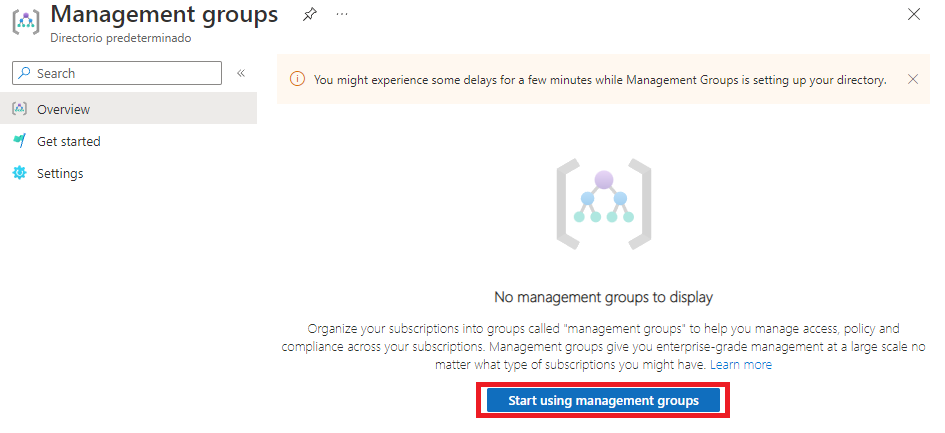 Management groups
Directorio predeterminado
Search
Overview
Get started
Settings
You might experience some delays for a few minutes while Management Groups is setting up your directory.
No management groups to display
Organize your subscriptions into groups called "management groups" to help you manage access, policy and
compliance across your subscriptions. Management groups give you enterprise-grade management at a large scale no
matter what type of subscriptions you might have. Learn more
Start using management groups